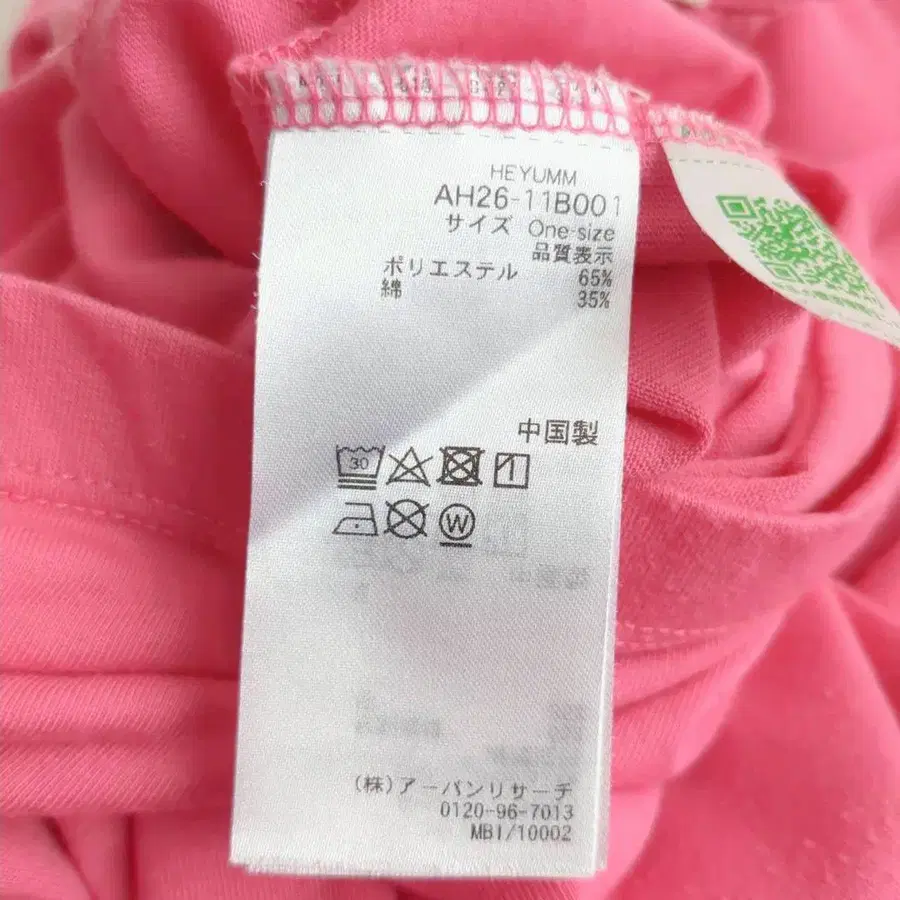 HEYUMM
AH26-11B001
サイズ One-size
品質表示
ポリエステル 65%
綿 35%
中国製
30
W
(株)アーバンリサーチ
0120-96-7013
MBI/10002